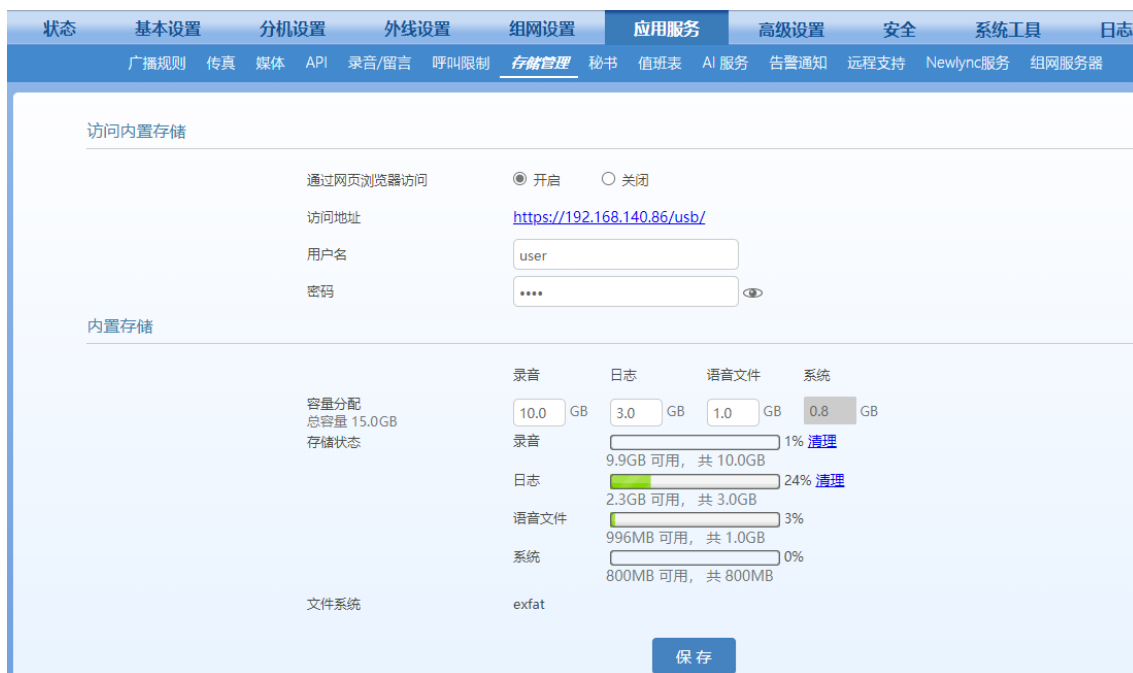 状态 基本设置 分机设置 外线设置 组网设置 应用服务 高级设置 安全 系统工具 日志
广播规则 传真 媒体 API 录音/留言 呼叫限制 存储管理 秘书 值班表 AI 服务 告警通知 远程支持 Newlync服务 组网服务器
访问内置存储
通过网页浏览器访问 开启 关闭
访问地址 https://192.168.140.86/usb/
用户名 user
密码 ••••
内置存储
录音 日志 语音文件 系统
容量分配 10.0 GB 3.0 GB 1.0 GB 0.8 GB
总容量 15.0GB
存储状态 录音 1% 清理
9.9GB 可用， 共 10.0GB
日志 24% 清理
2.3GB 可用， 共 3.0GB
语音文件 3%
996MB 可用， 共 1.0GB
系统 0%
800MB 可用， 共 800MB
文件系统 exfat
保存